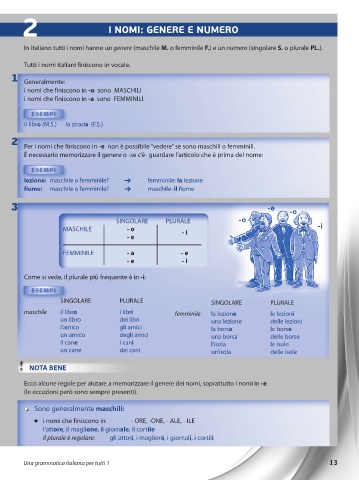 2
I NOMI: GENERE E NUMERO
In italiano tutti i nomi hanno un genere (maschile M. o femminile F.) e un numero (singolare S. o plurale PL.).
Tutti i nomi italiani finiscono in vocale.
1
Generalmente:
i nomi che finiscono in -o sono MASCHILI
i nomi che finiscono in -a sono FEMMINILI
ESEMPI
il libro (M.S.) la strada (F.S.)
2
Per i nomi che finiscono in -e non è possibile "vedere" se sono maschili o femminili.
È necessario memorizzare il genere o -se c'è- guardare l'articolo che è prima del nome:
ESEMPI
lezione: maschile o femminile? → femminile: la lezione
fiume: maschile o femminile? → maschile: il fiume
3
SINGOLARE PLURALE
MASCHILE - o - i
- e
FEMMINILE - a - e
- e - i
-o -e -a -i
Come si vede, il plurale più frequente è in -i.
ESEMPI
SINGOLARE PLURALE SINGOLARE PLURALE
maschile il libro i libri femminile la lezione le lezioni
un libro dei libri una lezione delle lezioni
l'amico gli amici la borsa le borse
un amico degli amici una borsa delle borse
il cane i cani l'isola le isole
un cane dei cani un'isola delle isole
! NOTA BENE
Ecco alcune regole per aiutare a memorizzare il genere dei nomi, soprattutto i nomi in -e
(le eccezioni però sono sempre presenti).
Sono generalmente maschili:
• i nomi che finiscono in - ORE, -ONE, - ALE, - ILE
l'attore, il maglione, il giornale, il cortile
Il plurale è regolare: gli attori, i maglioni, i giornali, i cortili
Una grammatica italiana per tutti 1
13